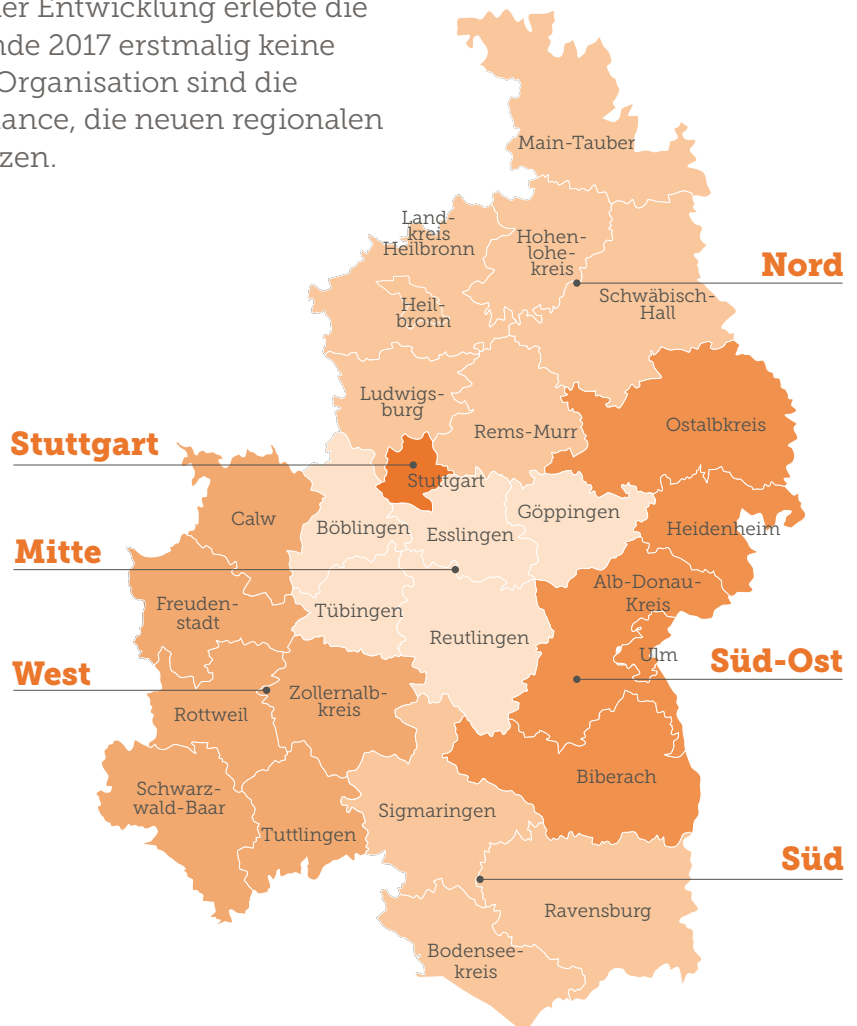 er Entwicklung erlebte die
nde 2017 erstmalig keine
Organisation sind die
ance, die neuen regionalen
zen.
Main-Tauber
Land-
kreis
Heilbronn
Hohen-
lohe-
kreis
Nord
Schwäbisch-
Hall
Heil-
bronn
Ludwigs-
burg
Rems-Murr
Ostalbkreis
Stuttgart
Stuttgart
Göppingen
Calw
Böblingen
Esslingen
Heidenheim
Mitte
Alb-Donau-
Kreis
Freuden-
stadt
Tübingen
Reutlingen
Ulm
Süd-Ost
West
Zollernalb-
kreis
Rottweil
Biberach
Schwarz-
wald-Baar
Sigmaringen
Tuttlingen
Süd
Ravensburg
Bodensee-
kreis